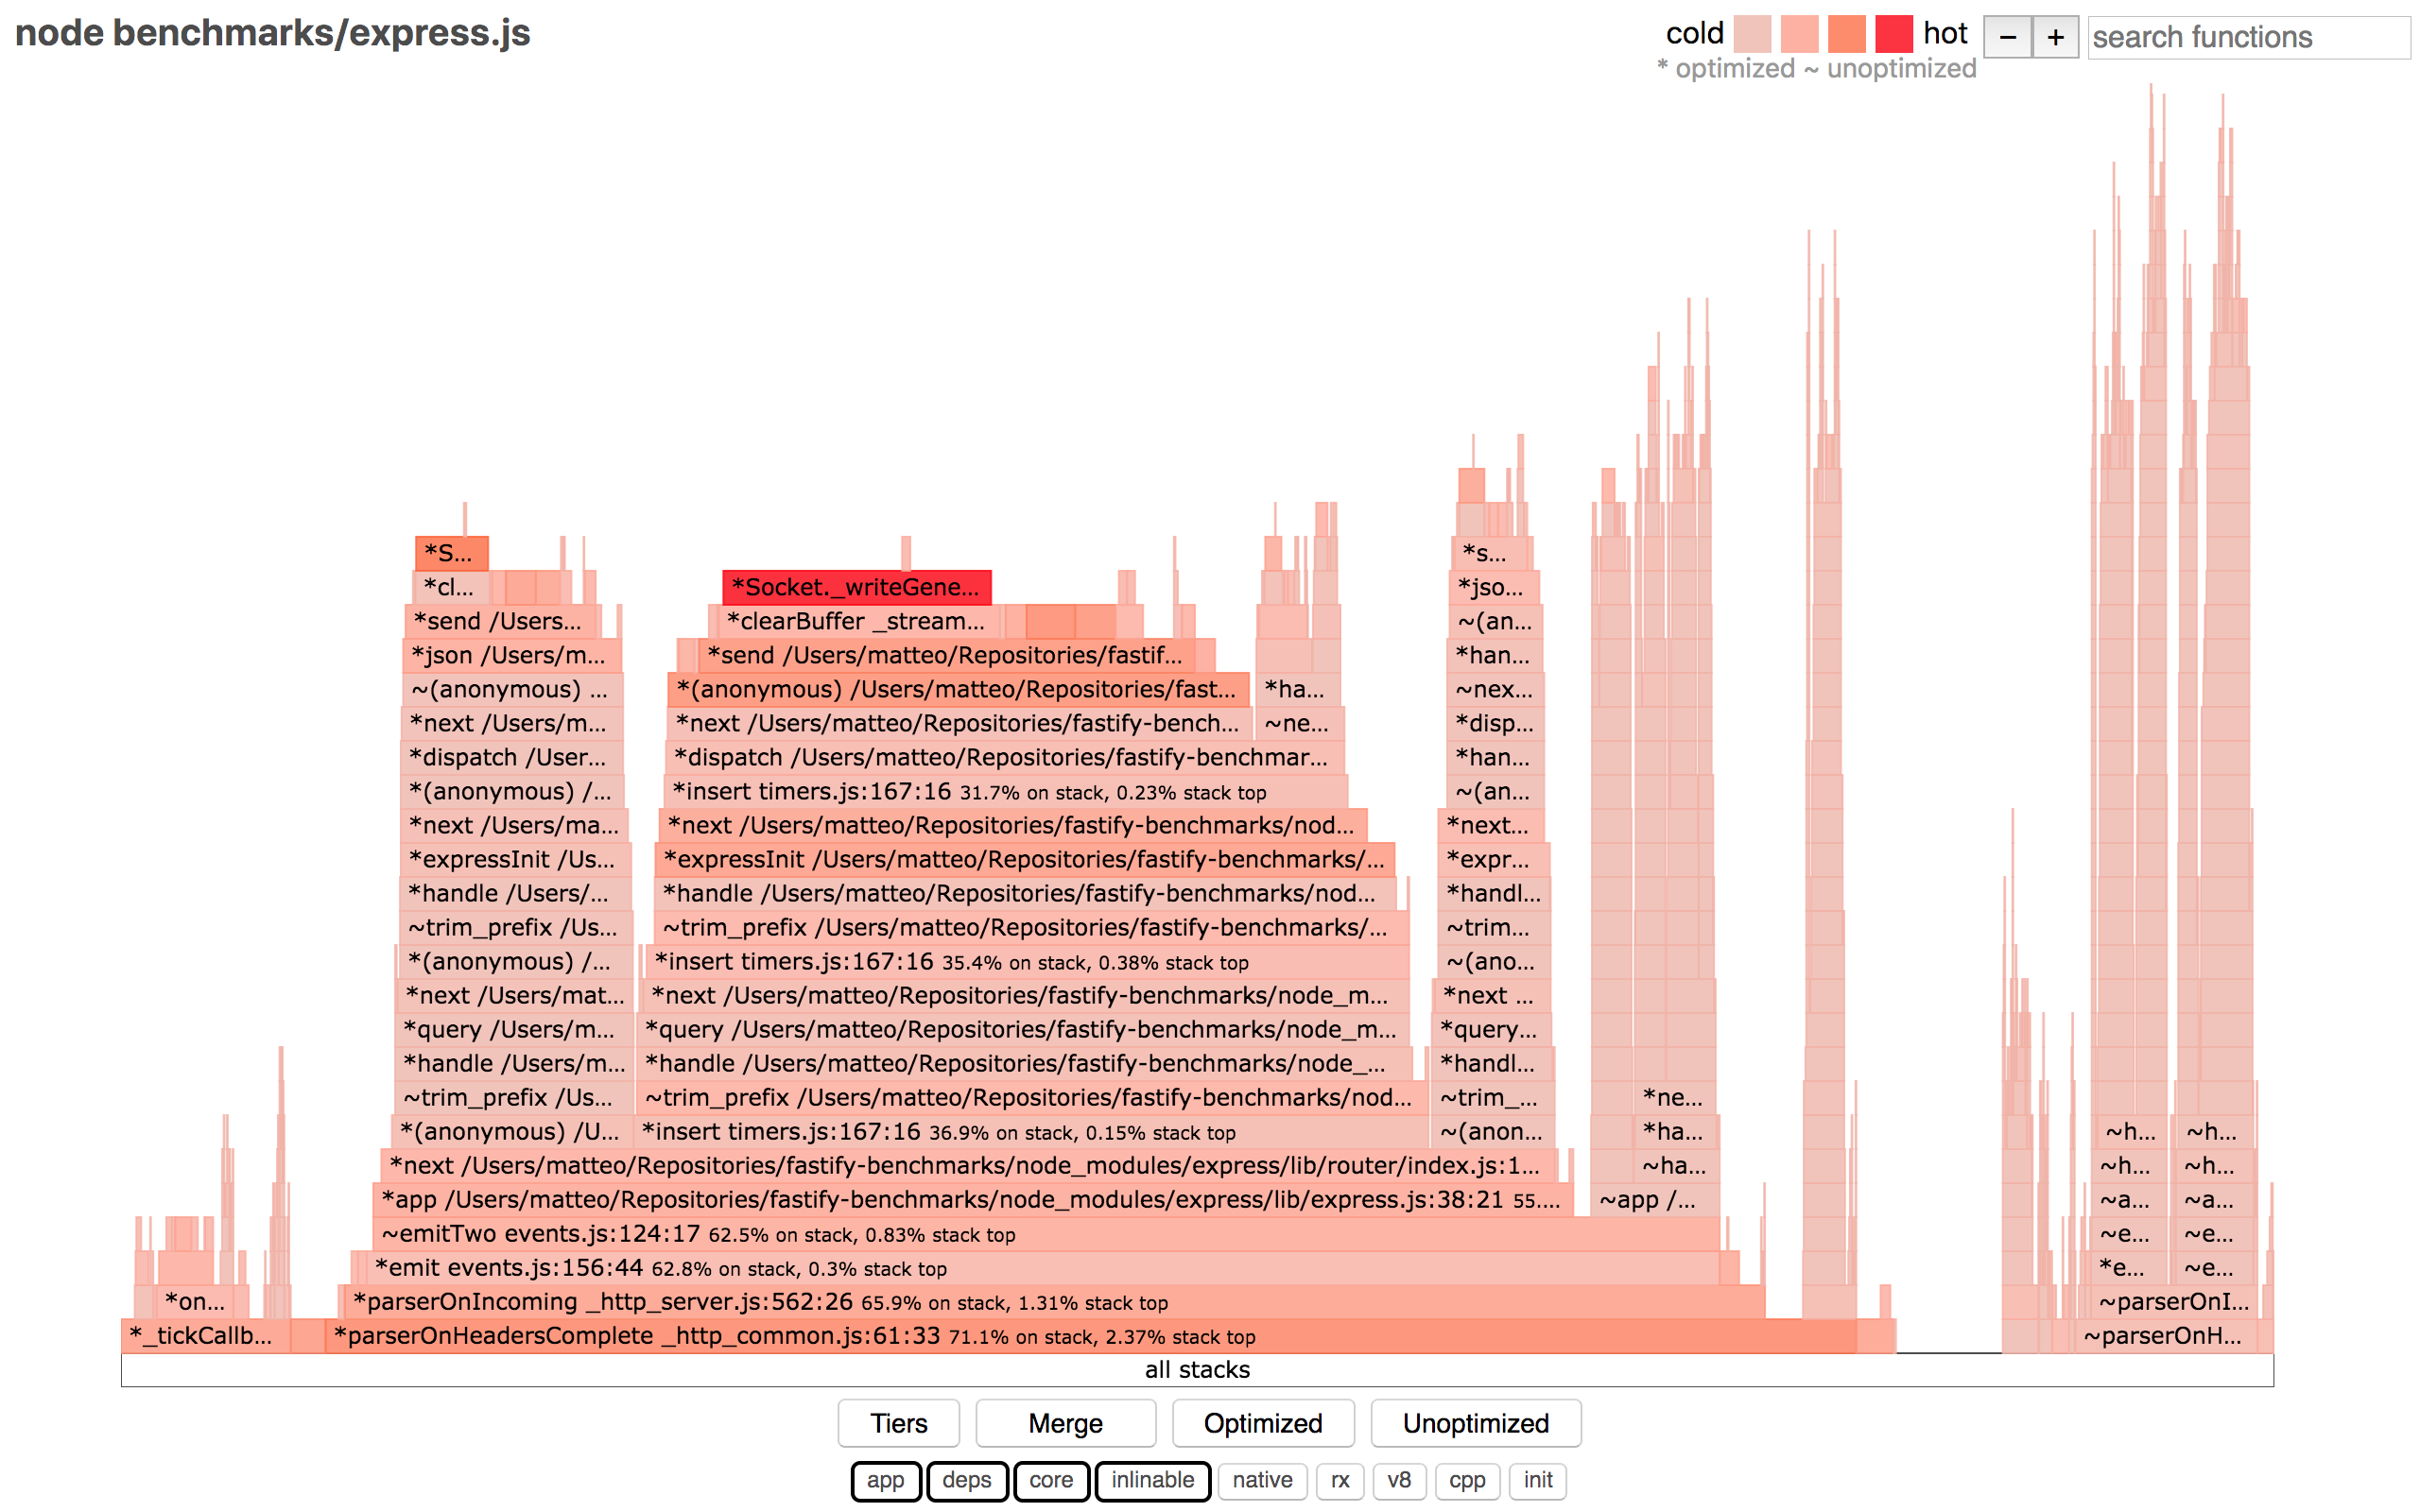 node benchmarks/express.js
cold hot − + search functions
* optimized ~ unoptimized
*S... *s...
*cl... *Socket._writeGene... *jso...
*send /Users... *clearBuffer _stream... ~(an...
*json /Users/m... *send /Users/matteo/Repositories/fastif... *han...
~(anonymous) ... *(anonymous) /Users/matteo/Repositories/fast... *ha... ~nex...
*next /Users/m... *next /Users/matteo/Repositories/fastify-bench... ~ne... *disp...
*dispatch /User... *dispatch /Users/matteo/Repositories/fastify-benchmar... *han...
*(anonymous) /... *insert timers.js:167:16 31.7% on stack, 0.23% stack top ~(an...
*next /Users/ma... *next /Users/matteo/Repositories/fastify-benchmarks/nod... *next...
*expressInit /Us... *expressInit /Users/matteo/Repositories/fastify-benchmarks/... *expr...
*handle /Users/... *handle /Users/matteo/Repositories/fastify-benchmarks/nod... *handl...
~trim_prefix /Us... ~trim_prefix /Users/matteo/Repositories/fastify-benchmarks/... ~trim...
*(anonymous) /... *insert timers.js:167:16 35.4% on stack, 0.38% stack top ~(ano...
*next /Users/mat... *next /Users/matteo/Repositories/fastify-benchmarks/node_m... *next ...
*query /Users/m... *query /Users/matteo/Repositories/fastify-benchmarks/node_m... *query...
*handle /Users/m... *handle /Users/matteo/Repositories/fastify-benchmarks/node_... *handl...
~trim_prefix /Us... ~trim_prefix /Users/matteo/Repositories/fastify-benchmarks/nod... ~trim_... *ne...
*(anonymous) /U... *insert timers.js:167:16 36.9% on stack, 0.15% stack top ~(anon... *ha... ~h... ~h...
*next /Users/matteo/Repositories/fastify-benchmarks/node_modules/express/lib/router/index.js:1... ~ha... ~h... ~h...
*app /Users/matteo/Repositories/fastify-benchmarks/node_modules/express/lib/express.js:38:21 55.... ~app /... ~a... ~a...
~emitTwo events.js:124:17 62.5% on stack, 0.83% stack top ~e... ~e...
*emit events.js:156:44 62.8% on stack, 0.3% stack top *e... ~e...
*on... *parserOnIncoming _http_server.js:562:26 65.9% on stack, 1.31% stack top ~parserOnI...
*_tickCallb... *parserOnHeadersComplete _http_common.js:61:33 71.1% on stack, 2.37% stack top ~parserOnH...
all stacks
Tiers Merge Optimized Unoptimized
app deps core inlinable native rx v8 cpp init